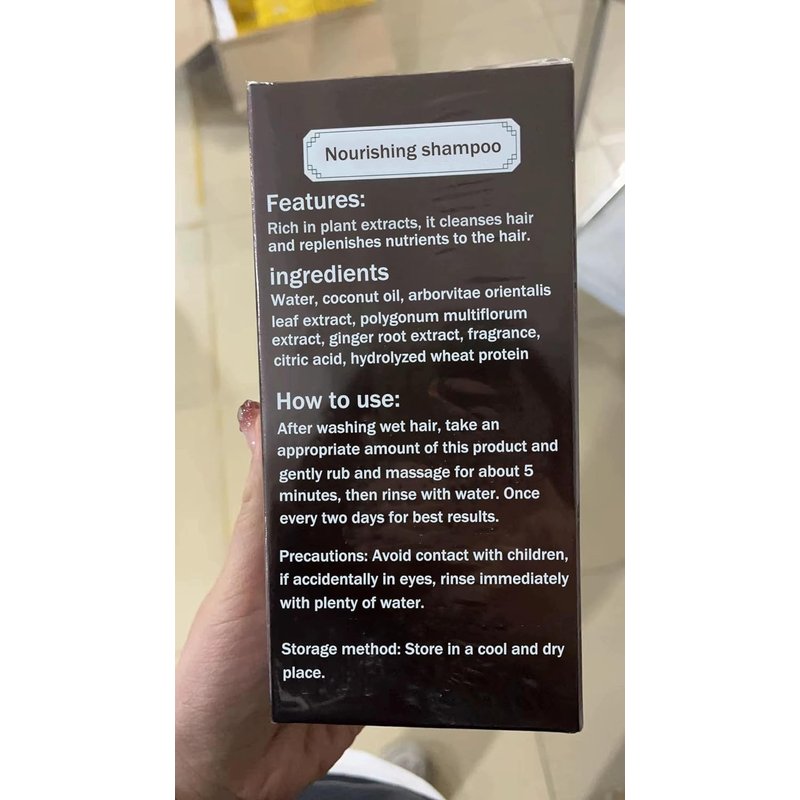 Nourishing shampoo
Features:
Rich in plant extracts, it cleanses hair
and replenishes nutrients to the hair.
ingredients
Water, coconut oil, arborvitae orientalis
leaf extract, polygonum multiflorum
extract, ginger root extract, fragrance,
citric acid, hydrolyzed wheat protein
How to use:
After washing wet hair, take an
appropriate amount of this product and
gently rub and massage for about 5
minutes, then rinse with water. Once
every two days for best results.
Precautions: Avoid contact with children,
if accidentally in eyes, rinse immediately
with plenty of water.
Storage method: Store in a cool and dry
place.